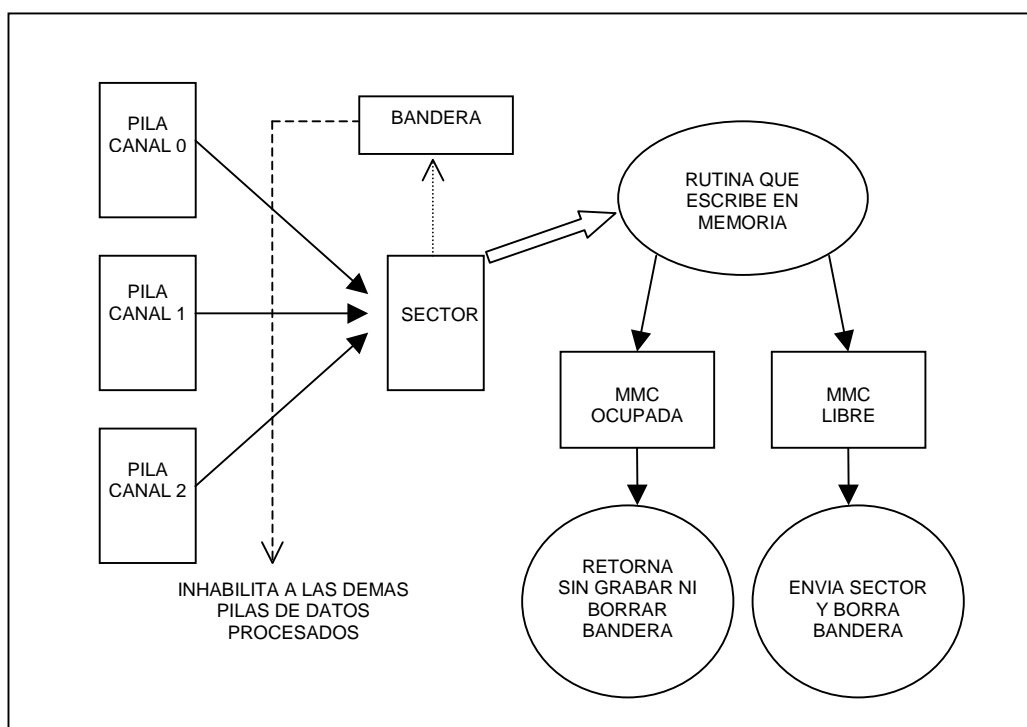 PILA
CANAL 0
BANDERA
RUTINA QUE
ESCRIBE EN
MEMORIA
PILA
CANAL 1
SECTOR
MMC
OCUPADA
MMC
LIBRE
PILA
CANAL 2
INHABILITA A LAS DEMAS
PILAS DE DATOS
PROCESADOS
RETORNA
SIN GRABAR NI
BORRAR
BANDERA
ENVIA SECTOR
Y BORRA
BANDERA